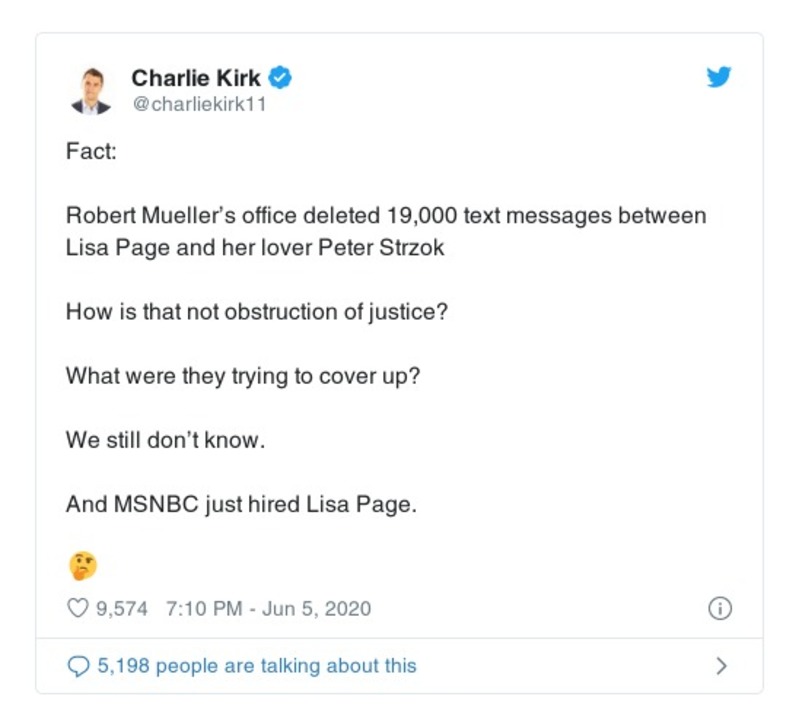 Charlie Kirk
@charliekirk11
Fact:
Robert Mueller’s office deleted 19,000 text messages between
Lisa Page and her lover Peter Strzok
How is that not obstruction of justice?
What were they trying to cover up?
We still don’t know.
And MSNBC just hired Lisa Page.
🤔
9,574 7:10 PM - Jun 5, 2020
5,198 people are talking about this